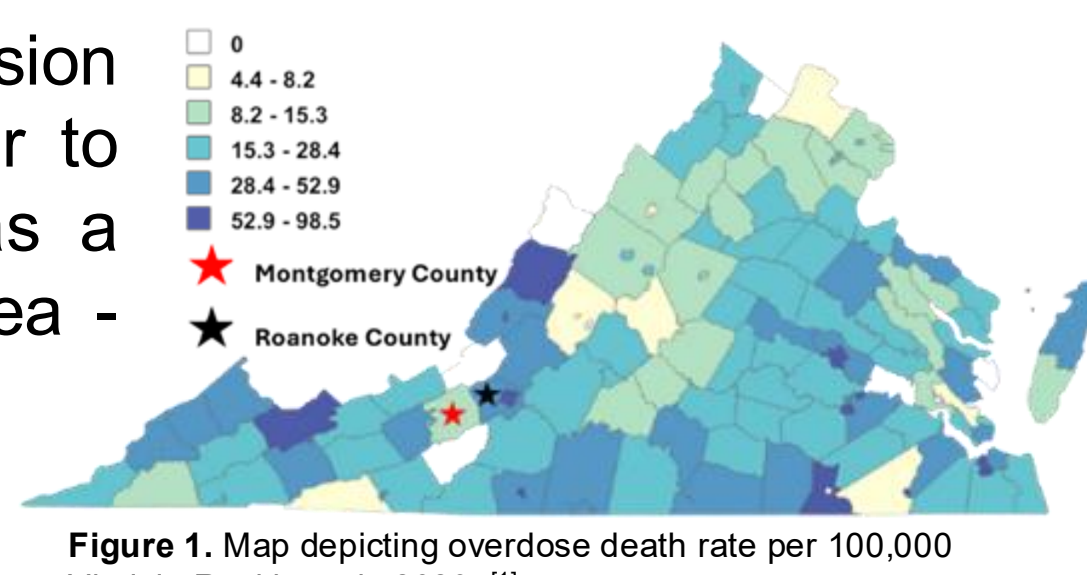 sion
r to
as a
ea -
0
4.4 - 8.2
8.2 - 15.3
15.3 - 28.4
28.4 - 52.9
52.9 - 98.5
Montgomery County
Roanoke County
Figure 1. Map depicting overdose death rate per 100,000
[1]